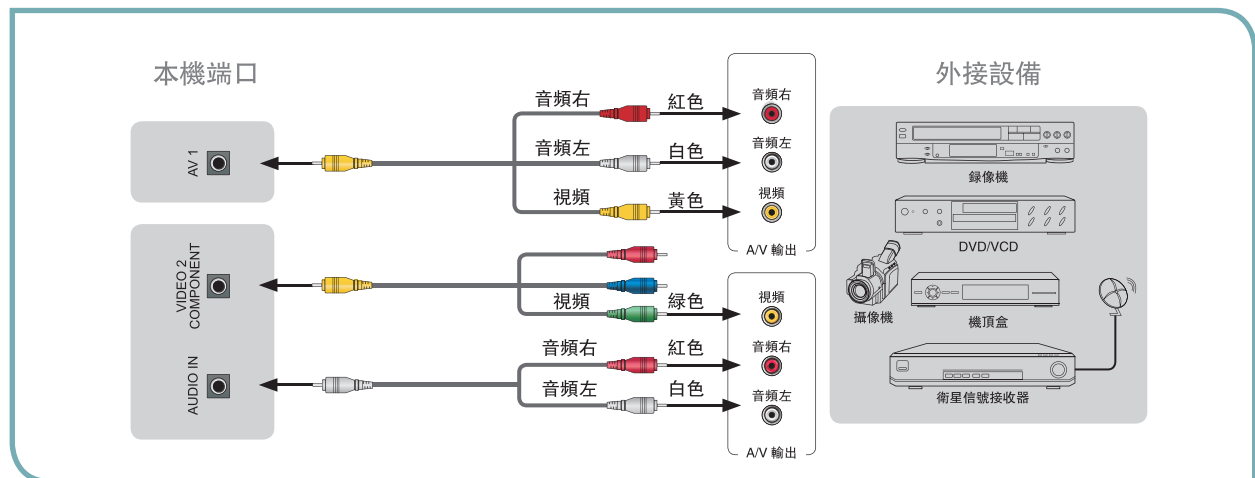 本機端口
外接設備
AV 1
音頻右
紅色
音頻左
白色
視頻
黃色
音頻右
音頻左
視頻
A/V 輸出
VIDEO 2
COMPONENT
視頻
緑色
AUDIO IN
音頻右
紅色
音頻左
白色
視頻
音頻右
音頻左
A/V 輸出
録像機
DVD/VCD
攝像機
機頂盒
衛星信號接收器